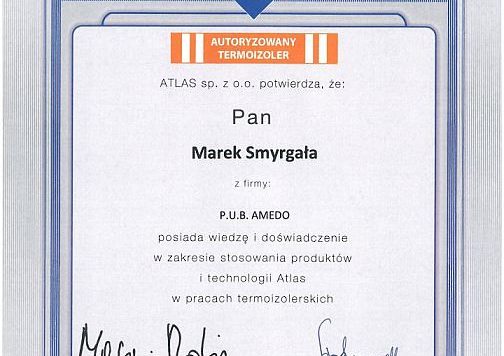 AUTORYZOWANY
TERMOIZOLER
ATLAS sp. z o.o. potwierdza, że:
Pan
Marek Smyrgała
z firmy:
P.U.B. AMEDO
posiada wiedzę i doświadczenie
w zakresie stosowania produktów
i technologii Atlas
w pracach termoizolerskich